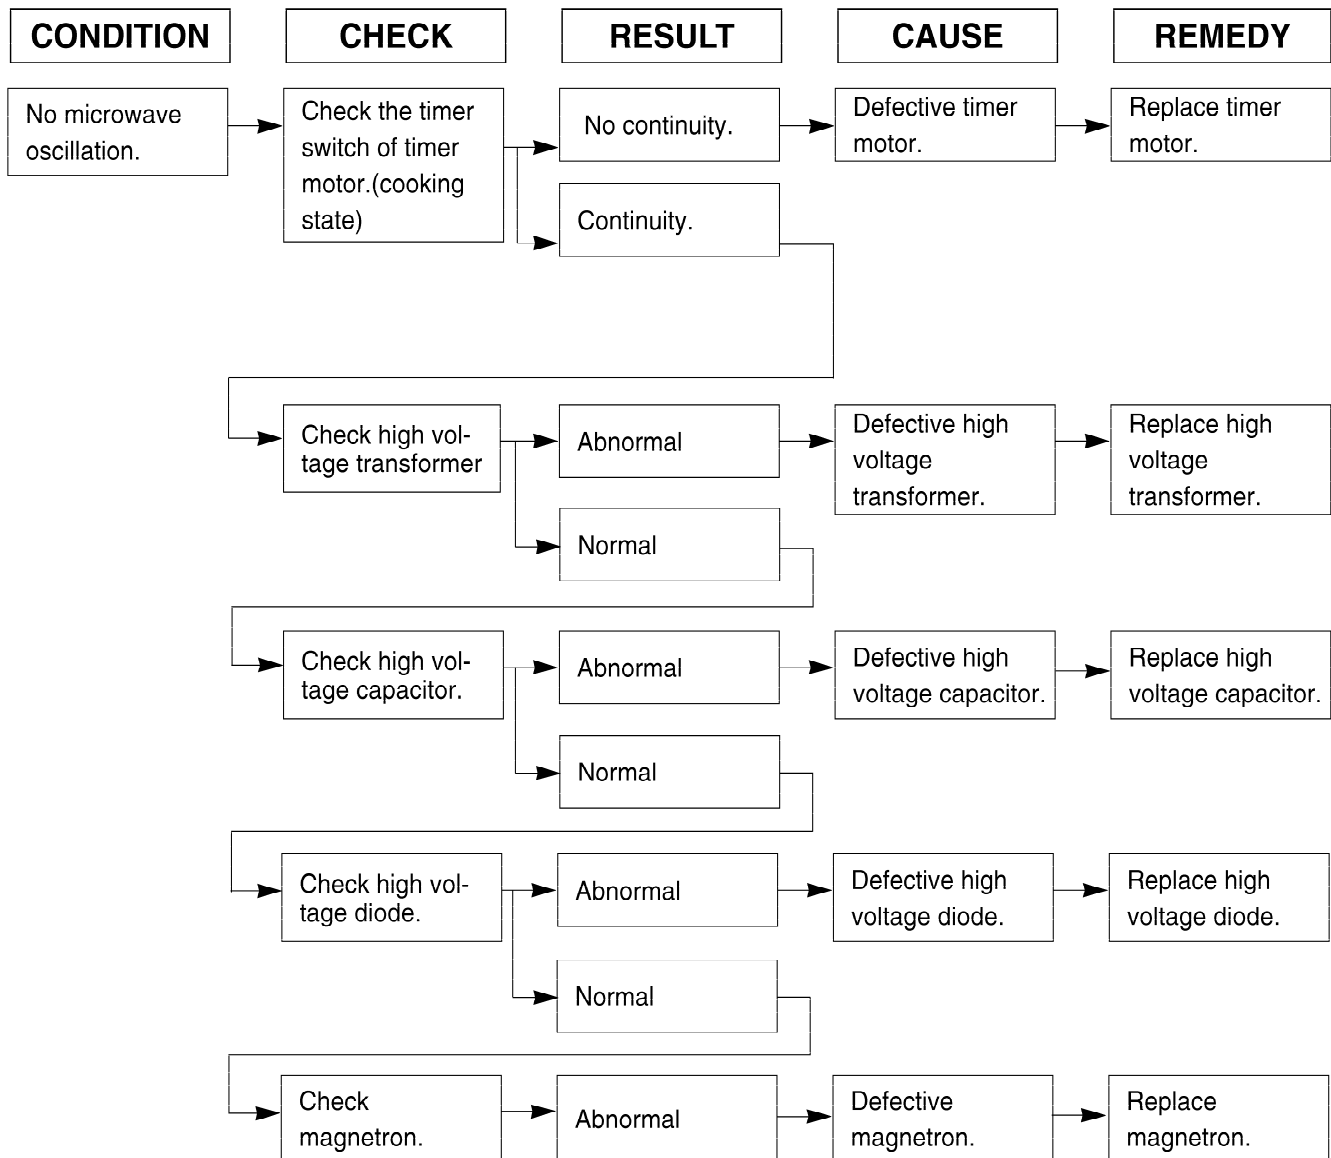 CONDITION
CHECK
RESULT
CAUSE
REMEDY
No microwave
oscillation.
Check the timer
switch of timer
motor.(cooking
state)
No continuity.
Defective timer
motor.
Replace timer
motor.
Continuity.
Check high vol-
tage transformer
Abnormal
Defective high
voltage
transformer.
Replace high
voltage
transformer.
Normal
Check high vol-
tage capacitor.
Abnormal
Defective high
voltage capacitor.
Replace high
voltage capacitor.
Normal
Check high vol-
tage diode.
Abnormal
Defective high
voltage diode.
Replace high
voltage diode.
Normal
Check
magnetron.
Abnormal
Defective
magnetron.
Replace
magnetron.